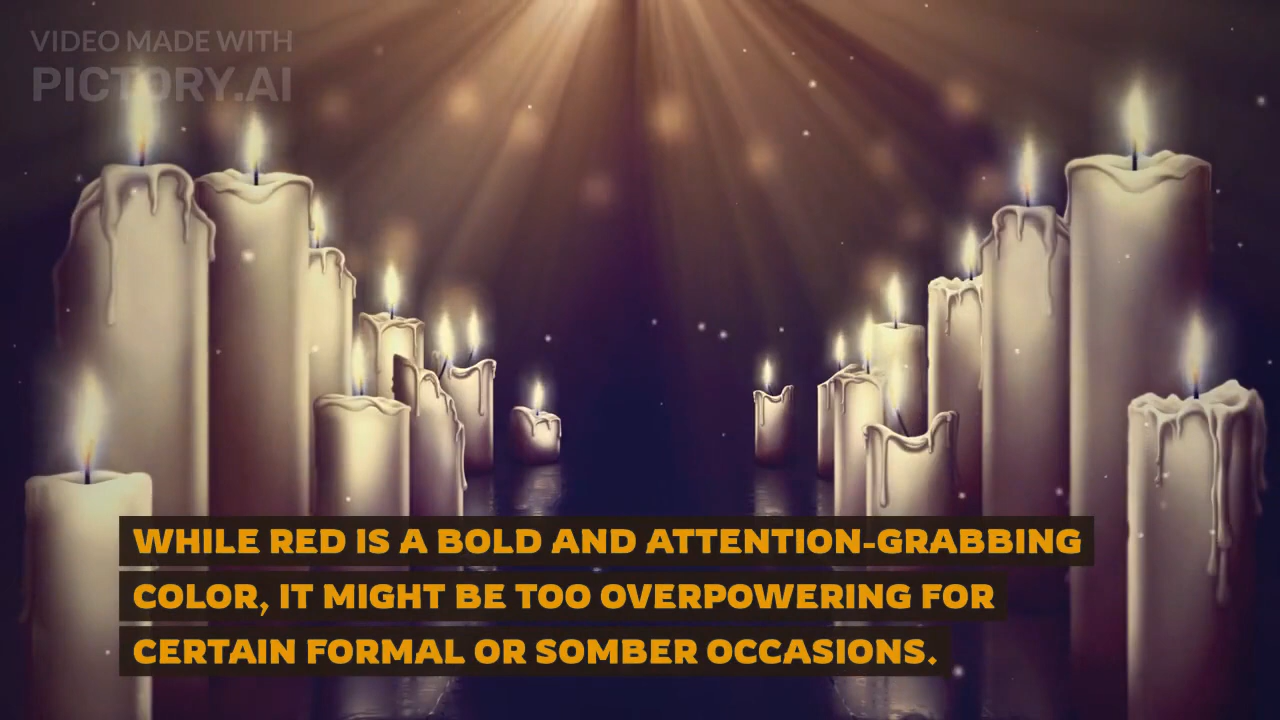 VIDEO MADE WITH
PICTORY.AI
WHILE RED IS A BOLD AND ATTENTION-GRABBING
COLOR, IT MIGHT BE TOO OVERPOWERING FOR
CERTAIN FORMAL OR SOMBER OCCASIONS.